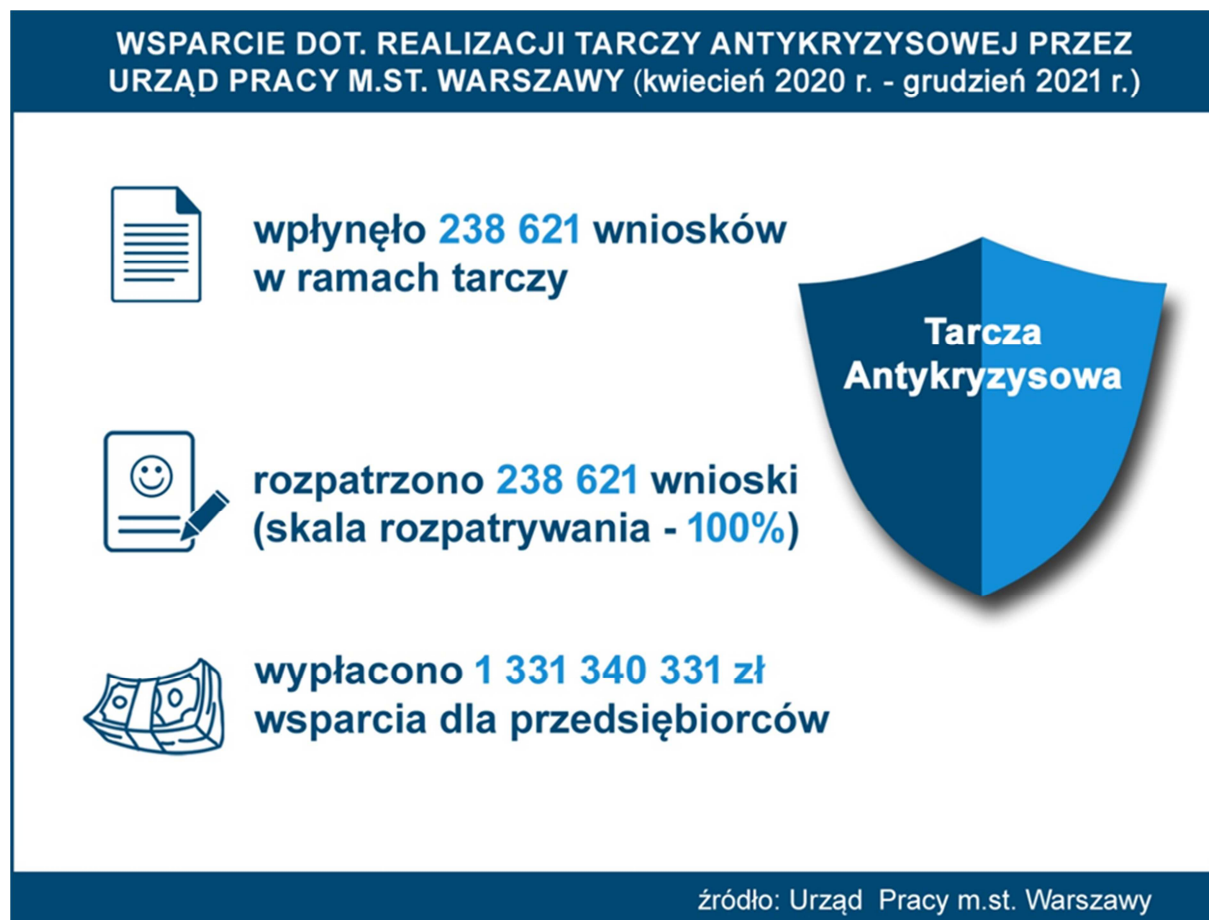 WSPARCIE DOT. REALIZACJI TARCZY ANTYKRYZYSOWEJ PRZEZ
URZĄD PRACY M.ST. WARSZAWY (kwiecień 2020 r. - grudzień 2021 r.)
wpłynęło 238 621 wniosków
w ramach tarczy
Tarcza
Antykryzysowa
rozpatrzono 238 621 wnioski
(skala rozpatrywania - 100%)
wypłacono 1 331 340 331 zł
wsparcia dla przedsiębiorców
źródło: Urząd Pracy m.st. Warszawy